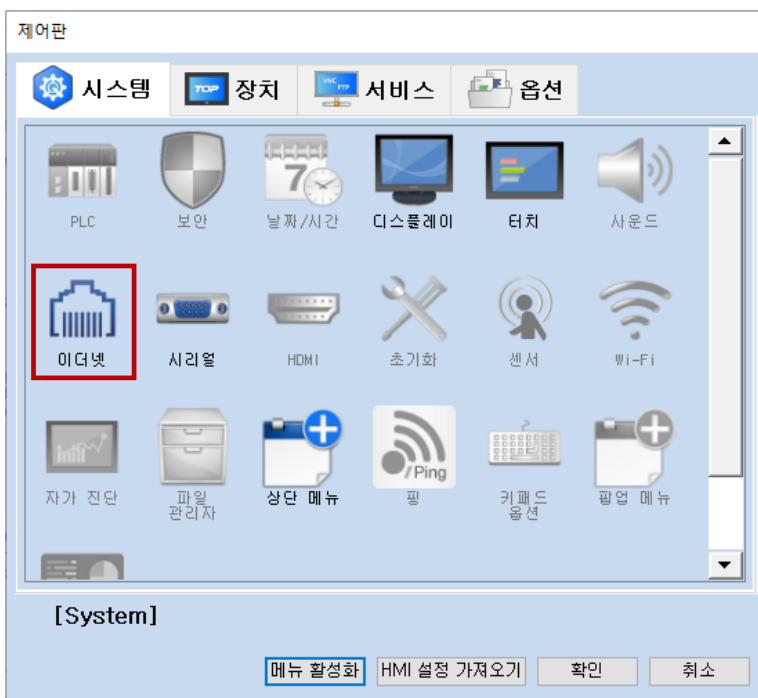 제어판
시스템
TOP
장치
VNC
FTP
서비스
옵션
PLC
보안
7
날짜/시간
디스플레이
터치
사운드
이더넷
시리얼
HDMI
초기화
센서
Wi-Fi
자가 진단
파일
관리자
상단 메뉴
/Ping
핑
?
키패드
옵션
팝업 메뉴
[System]
메뉴 활성화
HMI 설정 가져오기
확인
취소